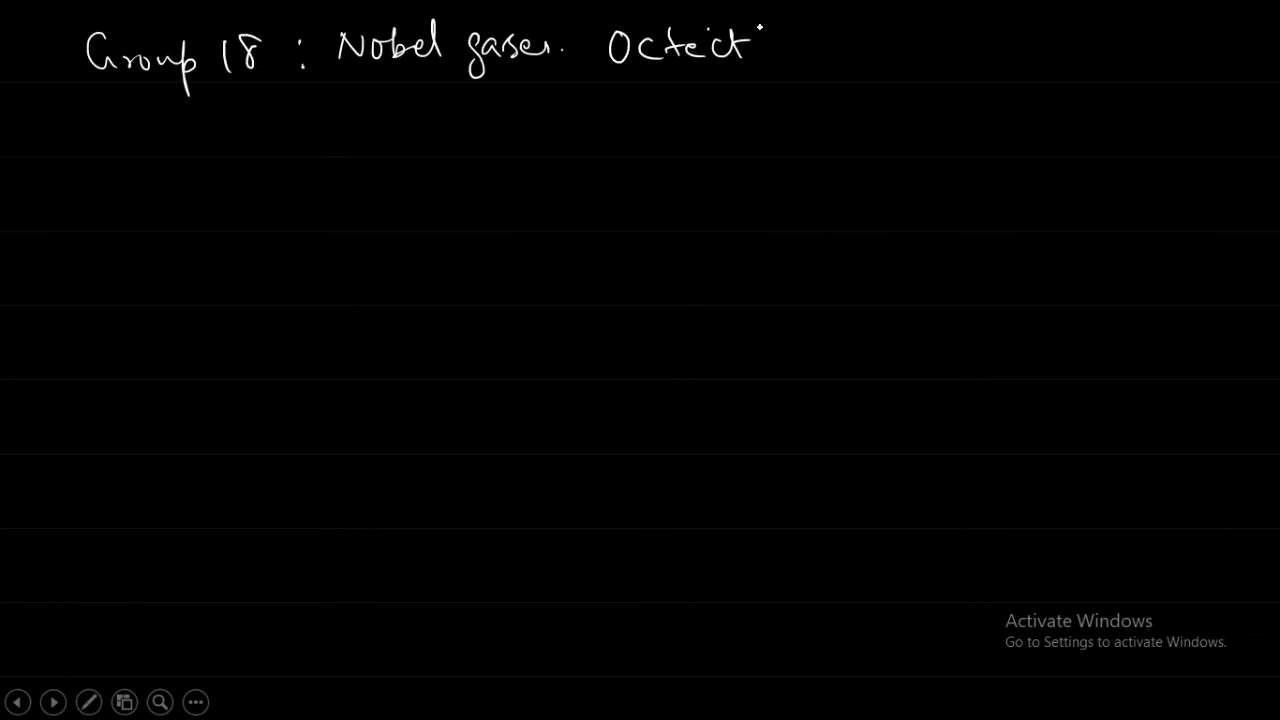 Group 18 : Nobel gases. Octect
Activate Windows
Go to Settings to activate Windows.